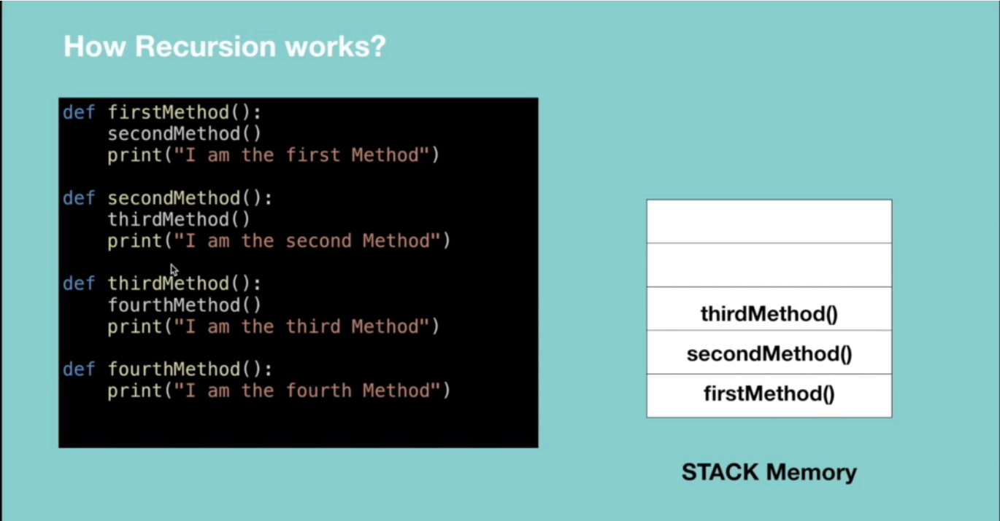 How Recursion works?
def firstMethod():
    secondMethod()
    print("I am the first Method")
def secondMethod():
    thirdMethod()
    print("I am the second Method")
def thirdMethod():
    fourthMethod()
    print("I am the third Method")
def fourthMethod():
    print("I am the fourth Method")
thirdMethod()
secondMethod()
firstMethod()
STACK Memory